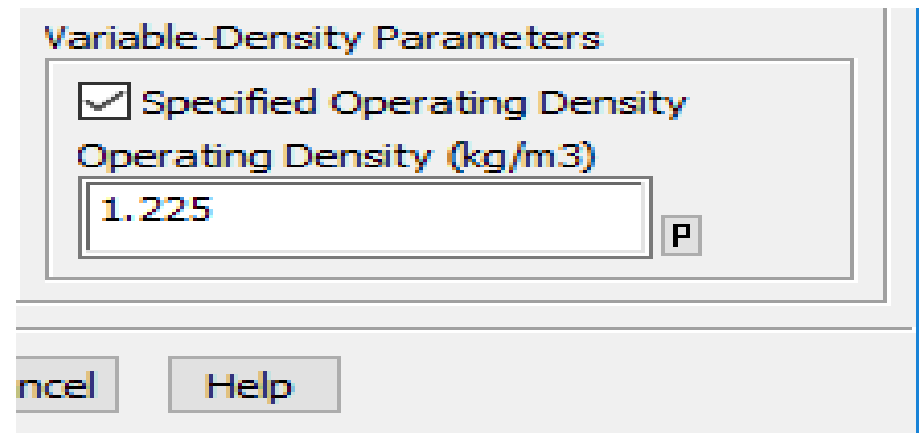 Variable-Density Parameters
Specified Operating Density
Operating Density (kg/m3)
1.225
P
ncel
Help